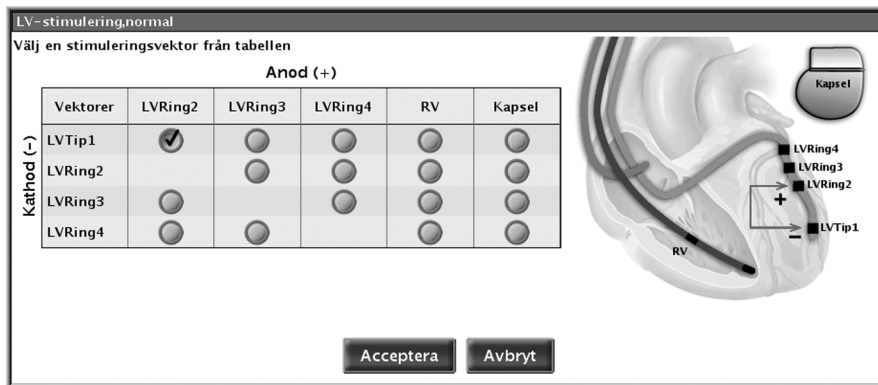 LV-stimulering,normal
Välj en stimuleringsvektor från tabellen
Anod (+)
Kathod (-)
Vektorer LVRing2 LVRing3 LVRing4 RV Kapsel
LVTip1
LVRing2
LVRing3
LVRing4
Kapsel
LVRing4
LVRing3
LVRing2
+
LVTip1
–
RV
Acceptera Avbryt